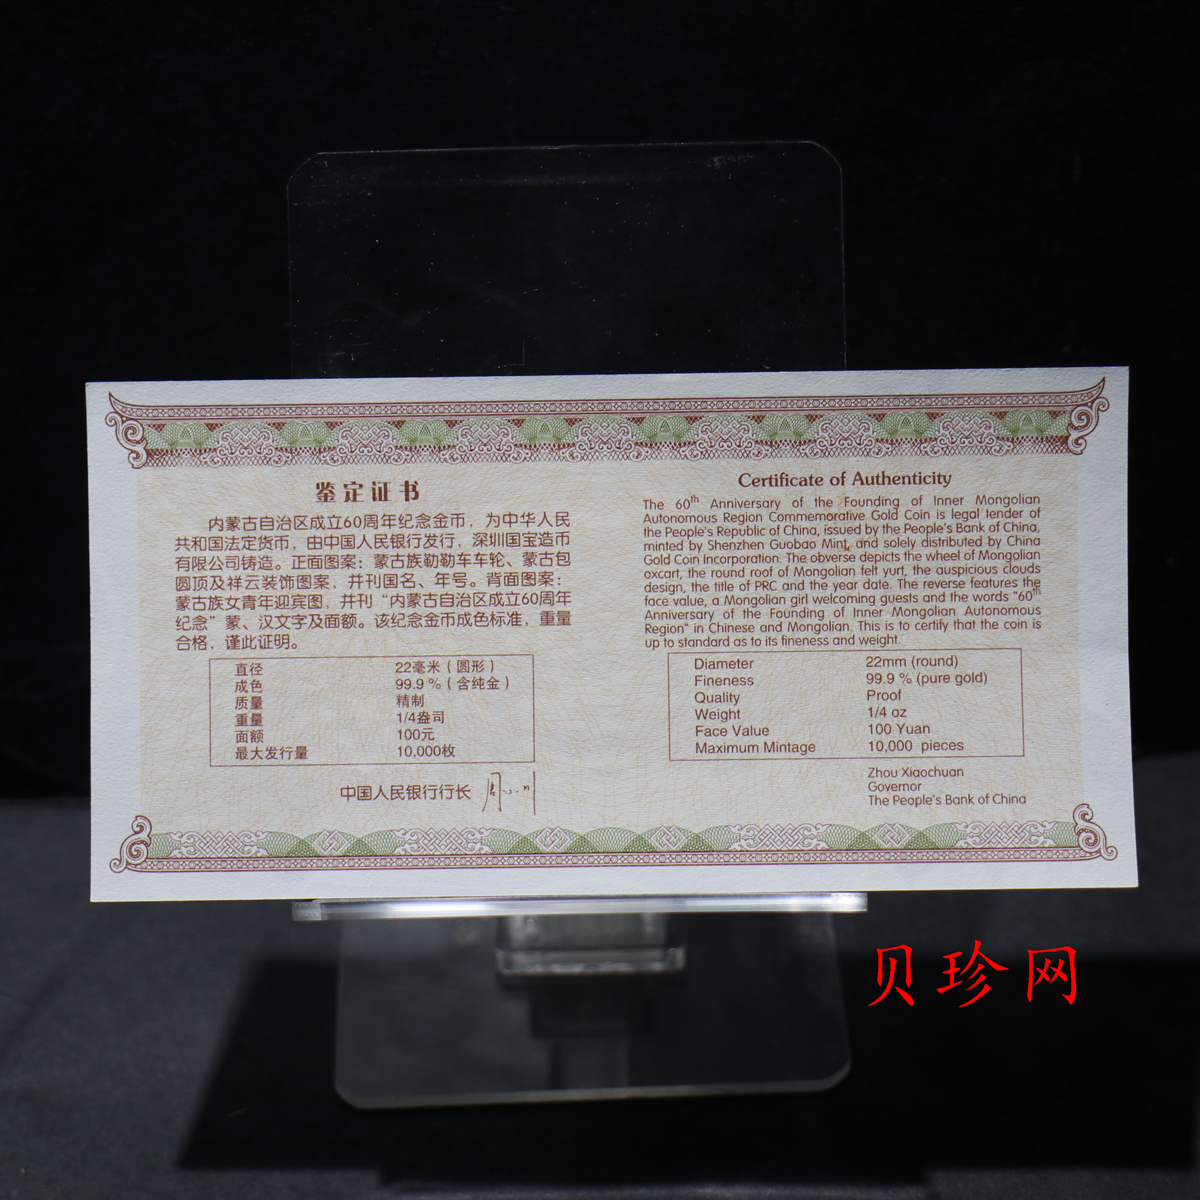 鉴定证书
内蒙古自治区成立60周年纪念金币，为中华人民
共和国法定货币，由中国人民银行发行，深圳国宝造币
有限公司铸造。正面图案：蒙古族勒勒车车轮、蒙古包
圆顶及祥云装饰图案，并刊国名、年号。背面图案：
蒙古族女青年迎宾图，并刊“内蒙古自治区成立60周年
纪念”蒙、汉文字及面额。该纪念金币成色标准，重量
合格，谨此证明。
直径 22毫米（圆形）
成色 99.9％（含纯金）
质量 精制
重量 1/4盎司
面额 100元
最大发行量 10,000枚
中国人民银行行长 周小川
Certificate of Authenticity
The 60th Anniversary of the Founding of Inner Mongolian
Autonomous Region Commemorative Gold Coin is legal tender of
the People's Republic of China, issued by the People's Bank of China,
minted by Shenzhen Guobao Mint, and solely distributed by China
Gold Coin Incorporation. The obverse depicts the wheel of Mongolian
oxcart, the round roof of Mongolian felt yurt, the auspicious clouds
design, the title of PRC and the year date. The reverse features the
face value, a Mongolian girl welcoming guests and the words “60th
Anniversary of the Founding of Inner Mongolian Autonomous
Region” in Chinese and Mongolian. This is to certify that the coin is
up to standard as to its fineness and weight.
Diameter 22mm (round)
Fineness 99.9 % (pure gold)
Quality Proof
Weight 1/4 oz
Face Value 100 Yuan
Maximum Mintage 10,000 pieces
Zhou Xiaochuan
Governor
The People's Bank of China
贝珍网